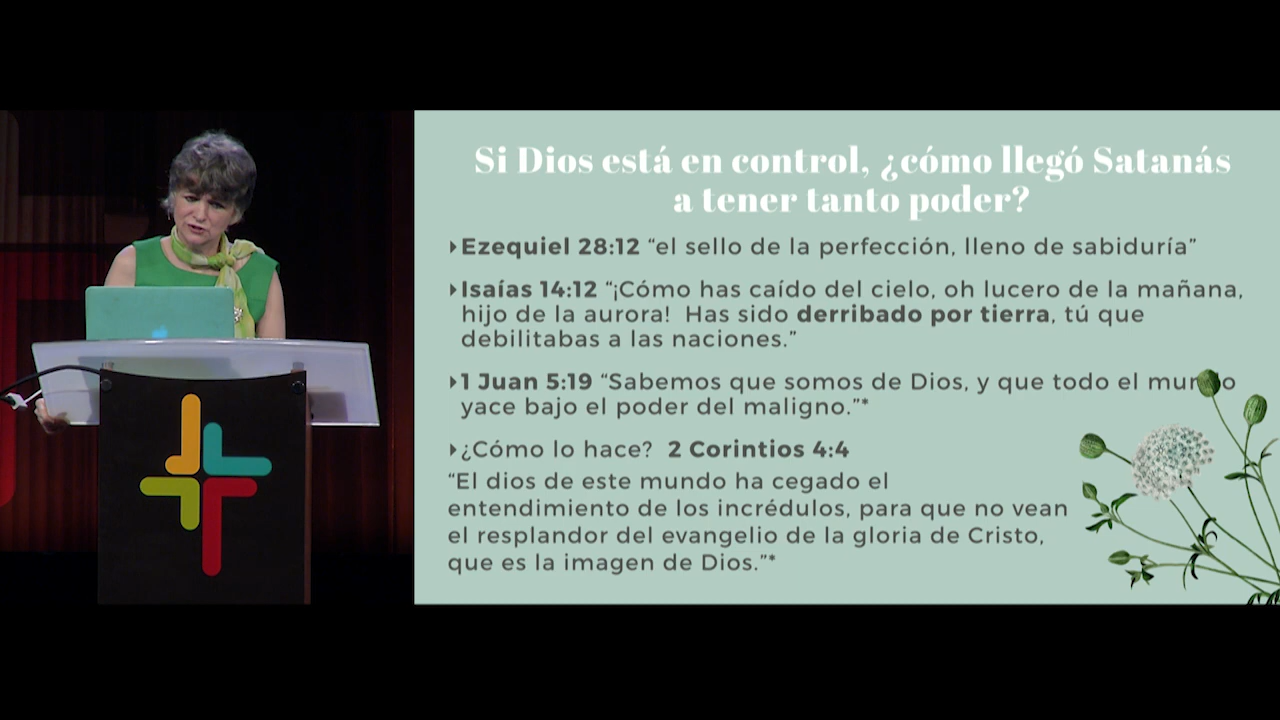 Si Dios está en control, ¿cómo llegó Satanás
a tener tanto poder?
Ezequiel 28:12 “el sello de la perfección, lleno de sabiduría”
Isaías 14:12 “¡Cómo has caído del cielo, oh lucero de la mañana,
hijo de la aurora! Has sido derribado por tierra, tú que
debilitabas a las naciones.”
1 Juan 5:19 “Sabemos que somos de Dios, y que todo el mundo
yace bajo el poder del maligno.”*
¿Cómo lo hace? 2 Corintios 4:4
“El dios de este mundo ha cegado el
entendimiento de los incrédulos, para que no vean
el resplandor del evangelio de la gloria de Cristo,
que es la imagen de Dios.”*